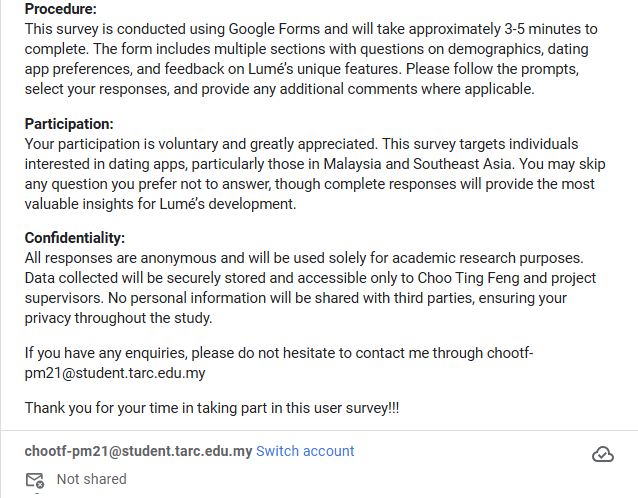 Procedure:
This survey is conducted using Google Forms and will take approximately 3-5 minutes to
complete. The form includes multiple sections with questions on demographics, dating
app preferences, and feedback on Lumé’s unique features. Please follow the prompts,
select your responses, and provide any additional comments where applicable.
Participation:
Your participation is voluntary and greatly appreciated. This survey targets individuals
interested in dating apps, particularly those in Malaysia and Southeast Asia. You may skip
any question you prefer not to answer, though complete responses will provide the most
valuable insights for Lumé’s development.
Confidentiality:
All responses are anonymous and will be used solely for academic research purposes.
Data collected will be securely stored and accessible only to Choo Ting Feng and project
supervisors. No personal information will be shared with third parties, ensuring your
privacy throughout the study.
If you have any enquiries, please do not hesitate to contact me through chootf-
pm21@student.tarc.edu.my
Thank you for your time in taking part in this user survey!!!
chootf-pm21@student.tarc.edu.my Switch account
Not shared